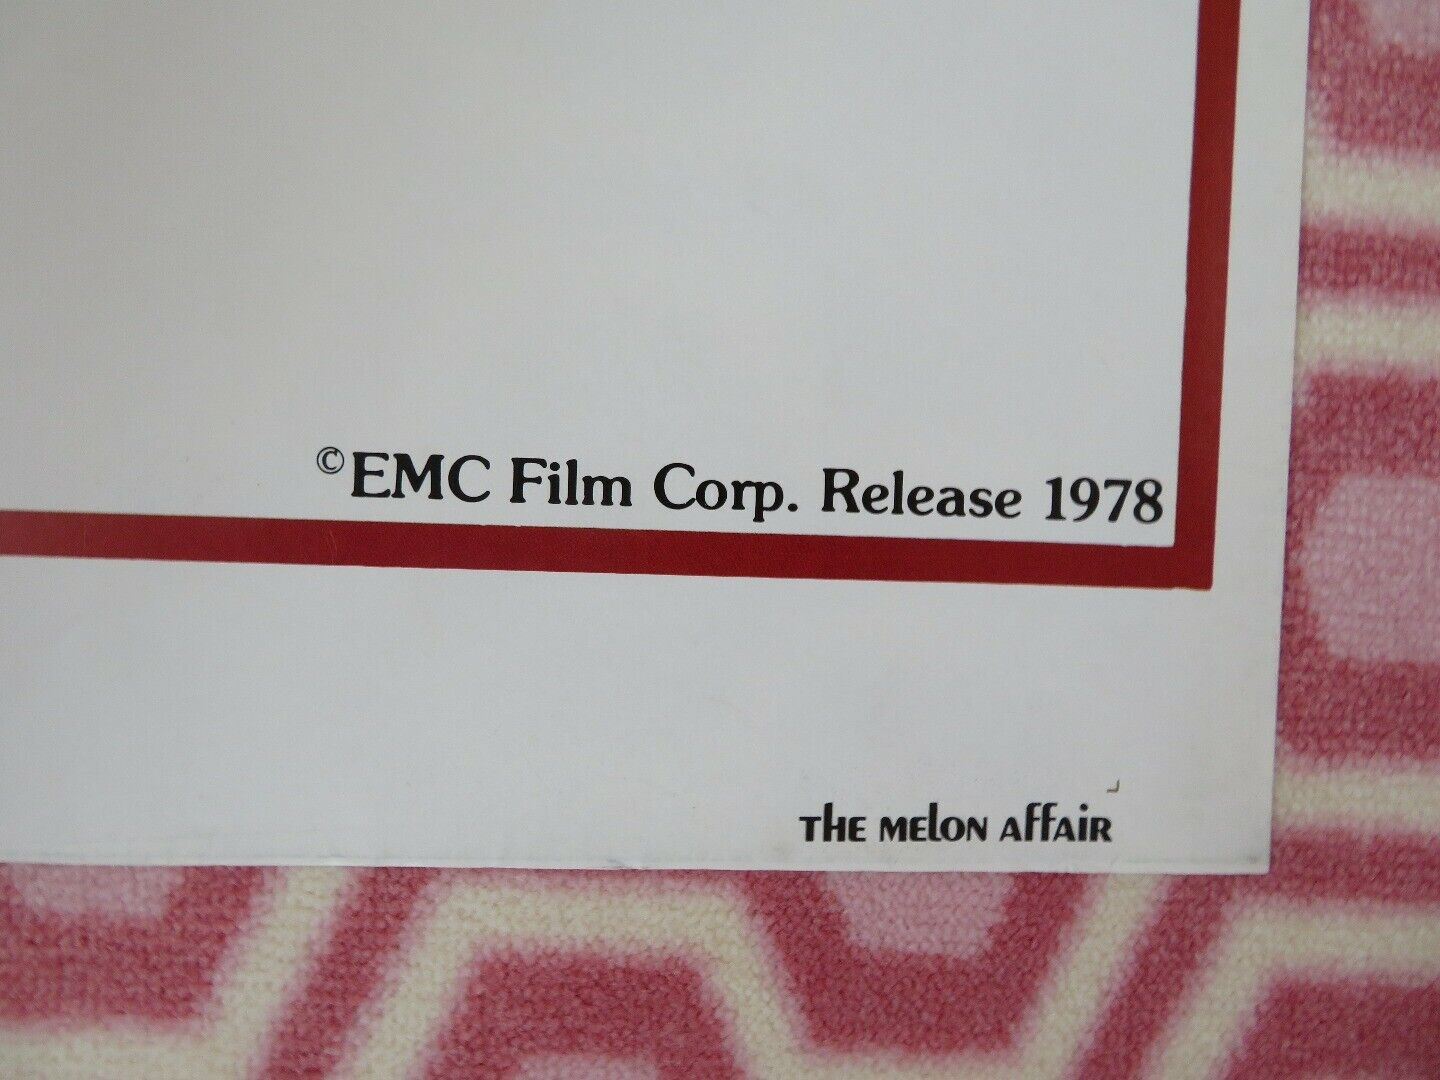 ©EMC Film Corp. Release 1978
THE MELON AFFAIR